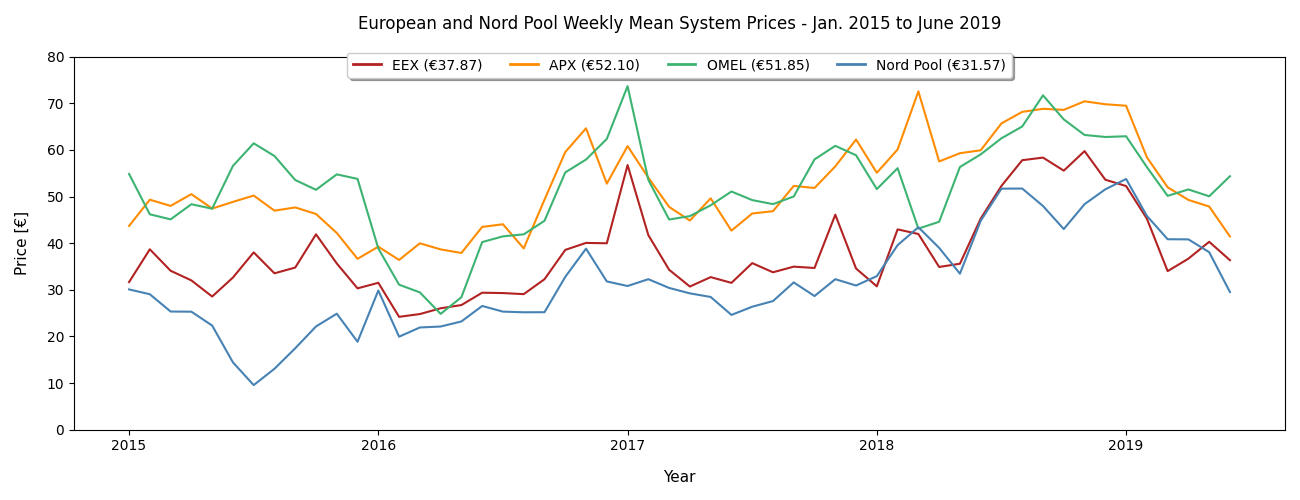 European and Nord Pool Weekly Mean System Prices - Jan. 2015 to June 2019
EEX (€37.87) APX (€52.10) OMEL (€51.85) Nord Pool (€31.57)
80
70
60
50
40
30
20
10
0
Price [€]
2015 2016 2017 2018 2019
Year